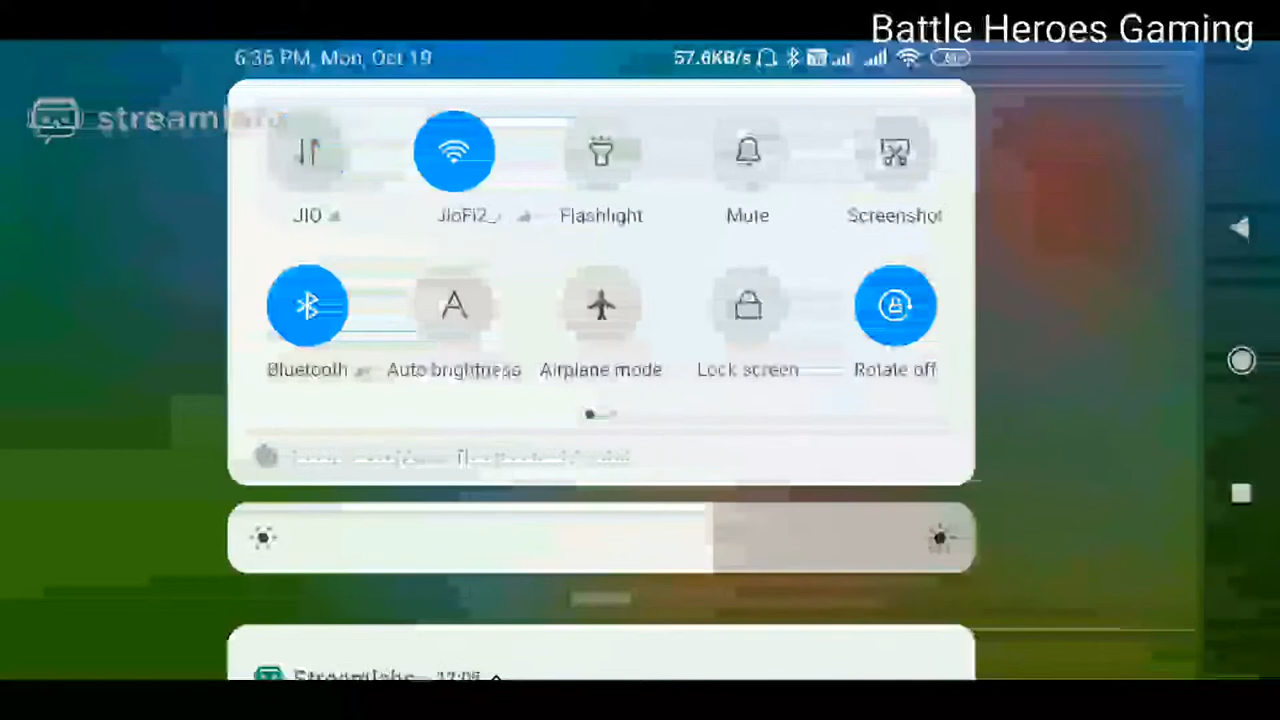 Battle Heroes Gaming
6:36 PM, Mon, Oct 19
57.6KB/s
streamlabs
JIO
JioFi2_
Flashlight
Mute
Screenshot
Bluetooth
Auto brightness
Airplane mode
Lock screen
Rotate off
Streamlabs